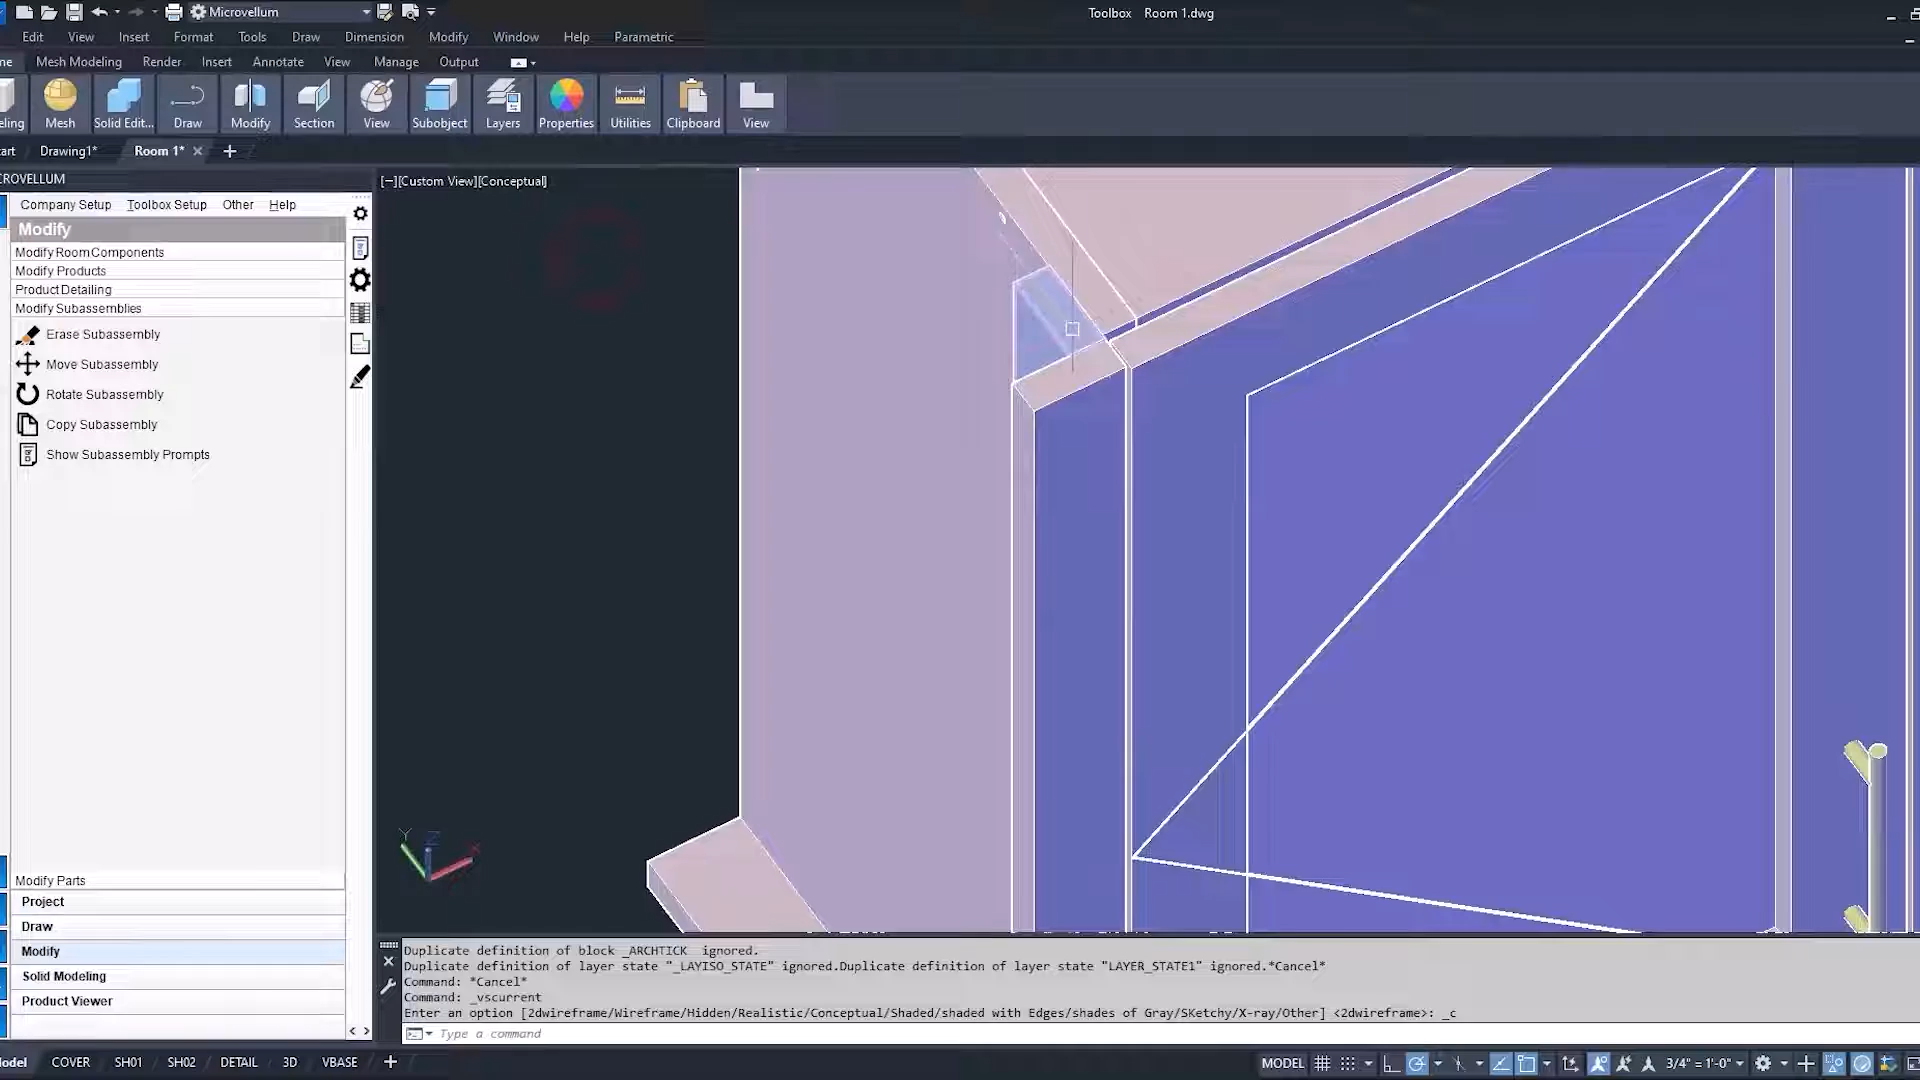 Microvellum
Toolbox Room 1.dwg
Edit View Insert Format Tools Draw Dimension Modify Window Help Parametric
me Mesh Modeling Render Insert Annotate View Manage Output
eling Mesh Solid Edit... Draw Modify Section View Subobject Layers Properties Utilities Clipboard View
art Drawing1* Room 1* +
CROVELLUM
[−][Custom View][Conceptual]
Company Setup Toolbox Setup Other Help
Modify
Modify Room Components
Modify Products
Product Detailing
Modify Subassemblies
Erase Subassembly
Move Subassembly
Rotate Subassembly
Copy Subassembly
Show Subassembly Prompts
Modify Parts
Project
Draw
Modify
Solid Modeling
Product Viewer
Y Z X
Duplicate definition of block _ARCHTICK ignored.
Duplicate definition of layer state "_LAYISO_STATE" ignored.Duplicate definition of layer state "LAYER_STATE1" ignored.*Cancel*
Command: *Cancel*
Command: _vscurrent
Enter an option [2dwireframe/Wireframe/Hidden/Realistic/Conceptual/Shaded/shaded with Edges/shades of Gray/SKetchy/X-ray/Other] <2dwireframe>: _c
Type a command
odel COVER SH01 SH02 DETAIL 3D VBASE +
MODEL 3/4" = 1'-0"